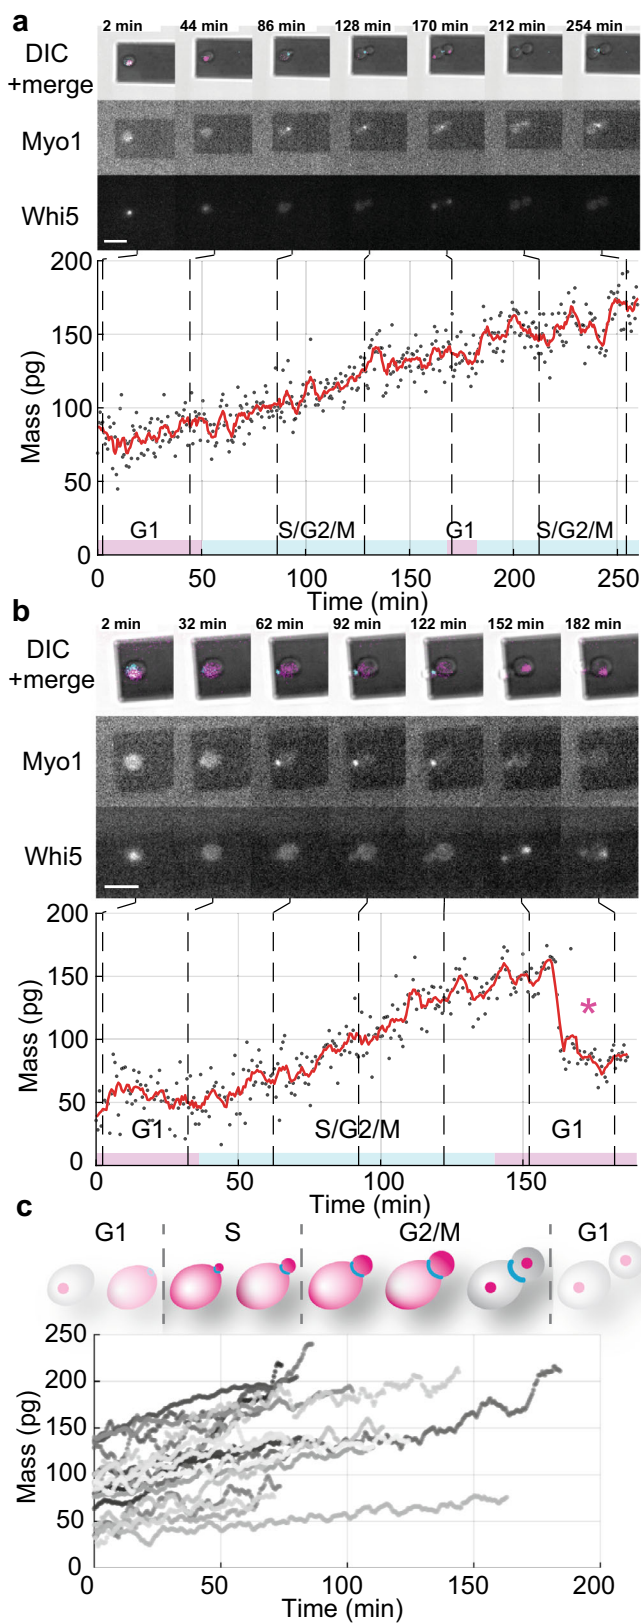 a
2 min 44 min 86 min 128 min 170 min 212 min 254 min
DIC
+merge
Myo1
Whi5
200
150
100
50
0
Mass (pg)
G1 S/G2/M G1 S/G2/M
0 50 100 150 200 250
Time (min)
b
2 min 32 min 62 min 92 min 122 min 152 min 182 min
DIC
+merge
Myo1
Whi5
200
150
100
50
0
Mass (pg)
*
G1 S/G2/M G1
0 50 100 150
Time (min)
c
G1 S G2/M G1
250
200
150
100
50
0
Mass (pg)
0 50 100 150 200
Time (min)